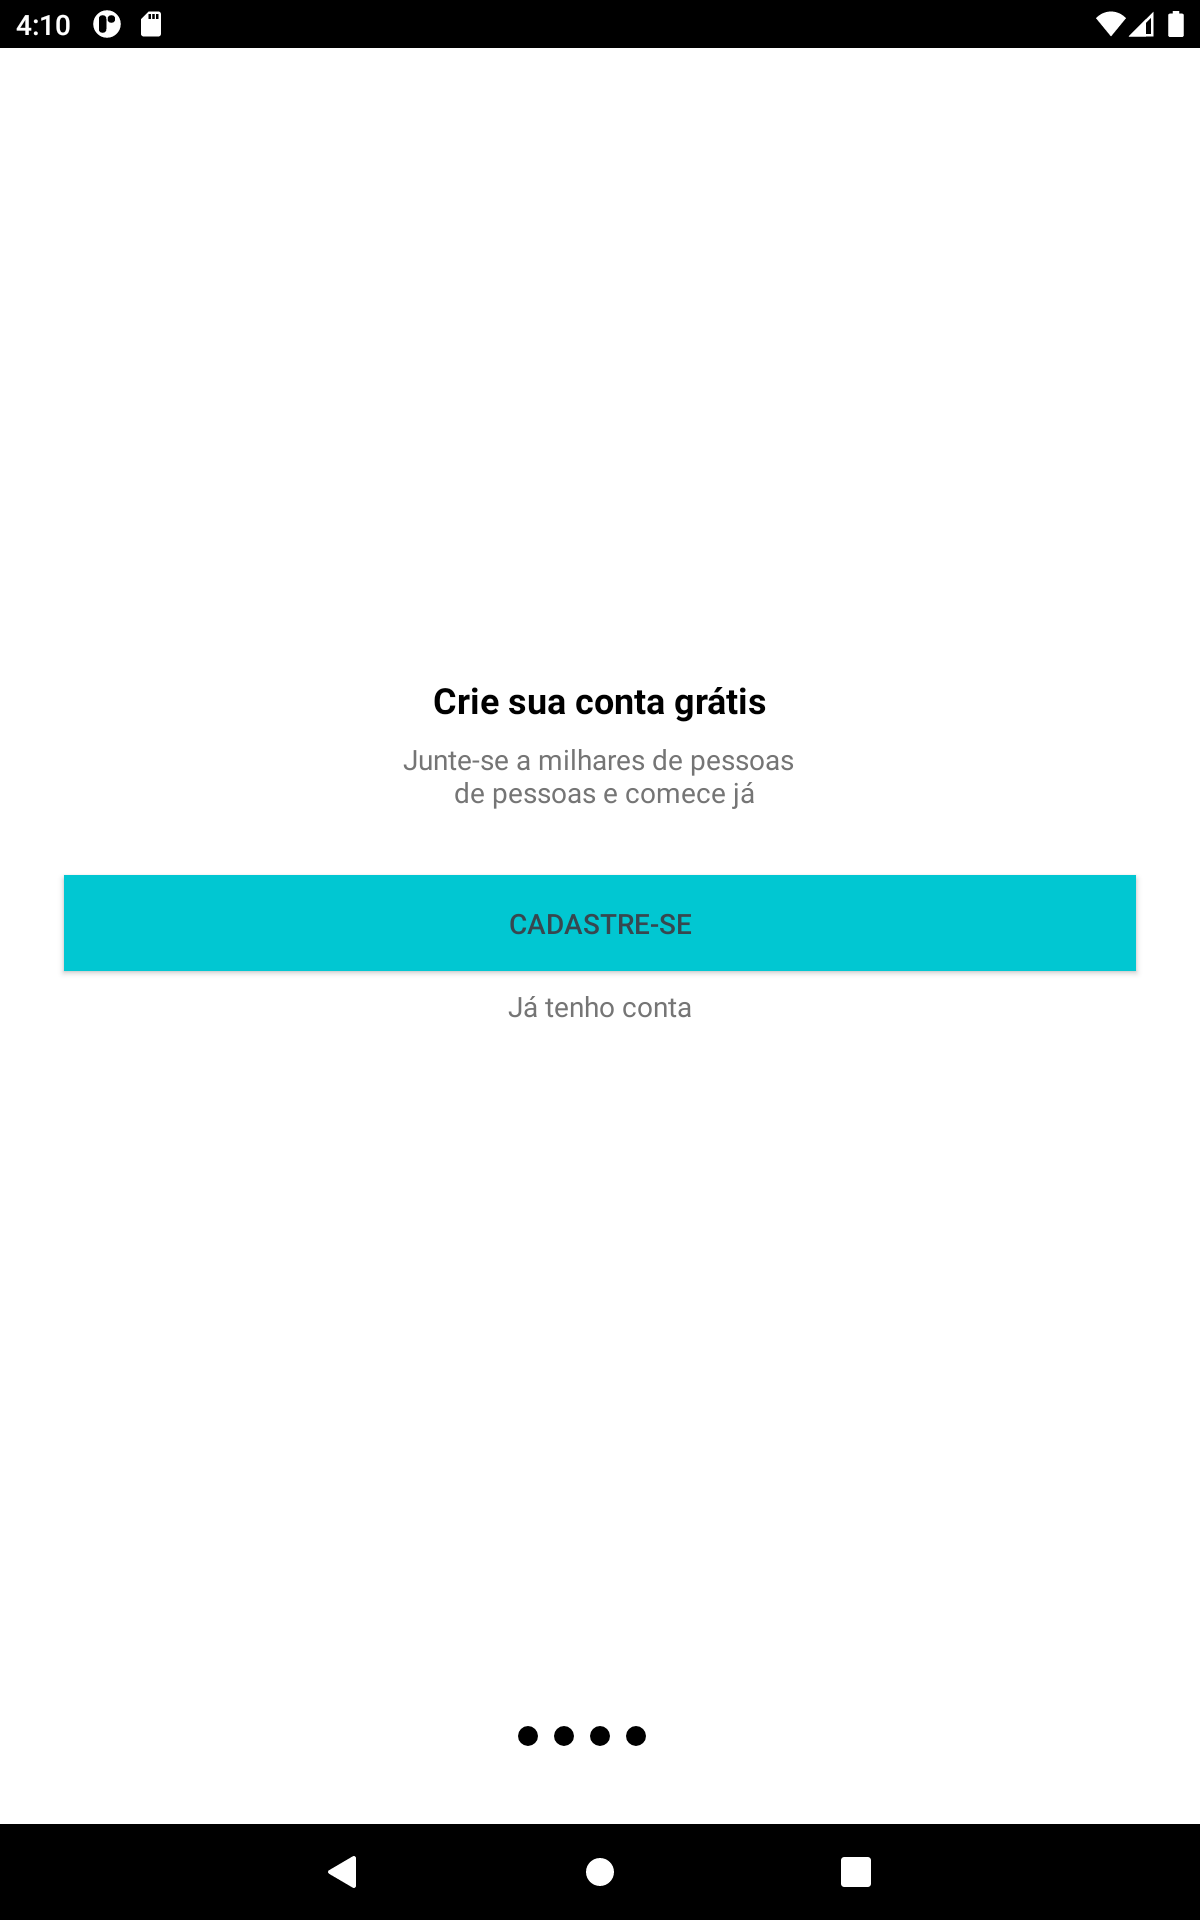 4:10
Crie sua conta grátis
Junte-se a milhares de pessoas
de pessoas e comece já
CADASTRE-SE
Já tenho conta